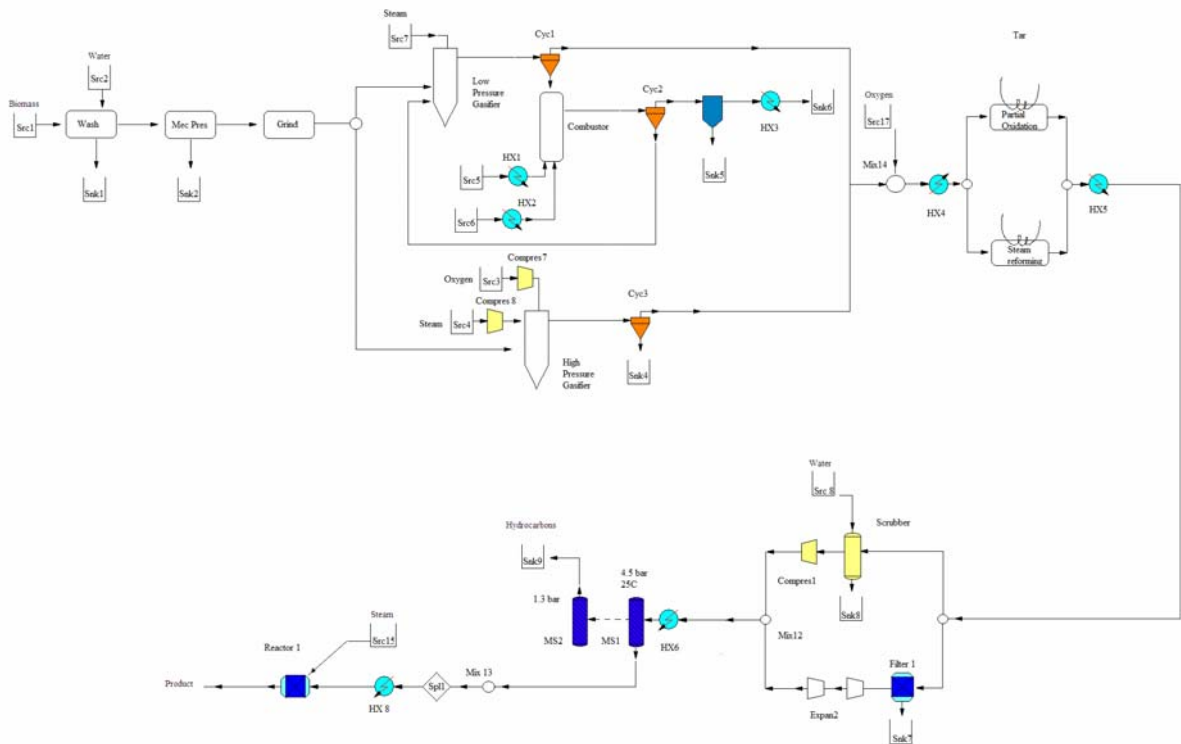 Steam
Src7
Cyc1
Tar
Water
Src2
Low
Pressure
Gasifier
Cyc2
Oxygen
Src17
Partial
Oxidation
Biomass
Src1
Wash
Mec Pres
Grind
Combustor
HX3
Snk6
Mix14
HX1
Src5
Snk5
HX4
HX5
Snk1
Snk2
HX2
Src6
Steam
reforming
Compres 7
Oxygen
Src3
Compres 8
Cyc3
Steam
Src4
High
Pressure
Gasifier
Snk4
Water
Src 8
Scrubber
Hydrocarbons
Snk9
4.5 bar
25C
1.3 bar
Compres1
Snk8
Steam
Src15
MS2
MS1
HX6
Mix12
Reactor 1
Mix 13
Filter 1
Product
HX 8
Spl1
Expan2
Snk7